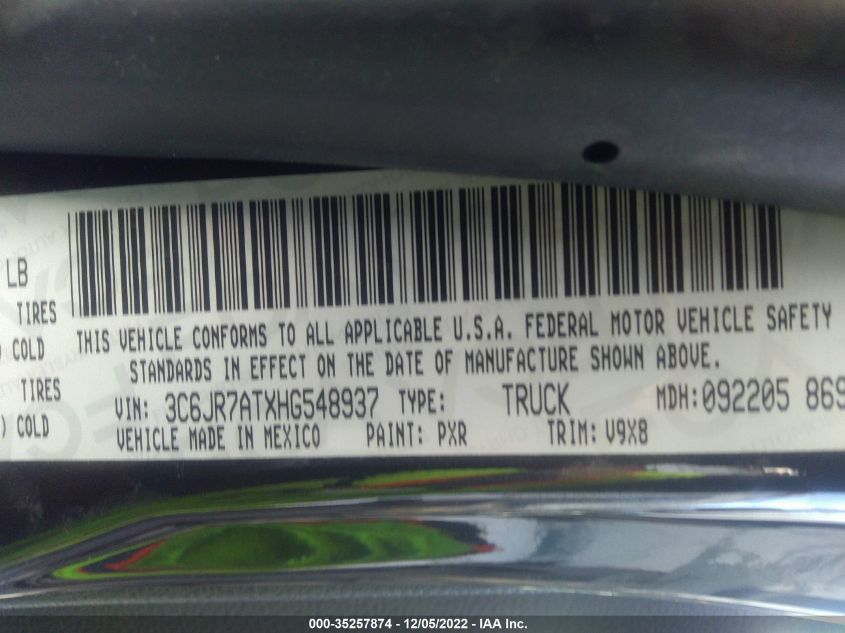 LB
TIRES
COLD
TIRES
) COLD
THIS VEHICLE CONFORMS TO ALL APPLICABLE U.S.A. FEDERAL MOTOR VEHICLE SAFETY
STANDARDS IN EFFECT ON THE DATE OF MANUFACTURE SHOWN ABOVE.
VIN: 3C6JR7ATXHG548937 TYPE: TRUCK MDH:092205 869
VEHICLE MADE IN MEXICO PAINT: PXR TRIM: V9X8
000-35257874 - 12/05/2022 - IAA Inc.